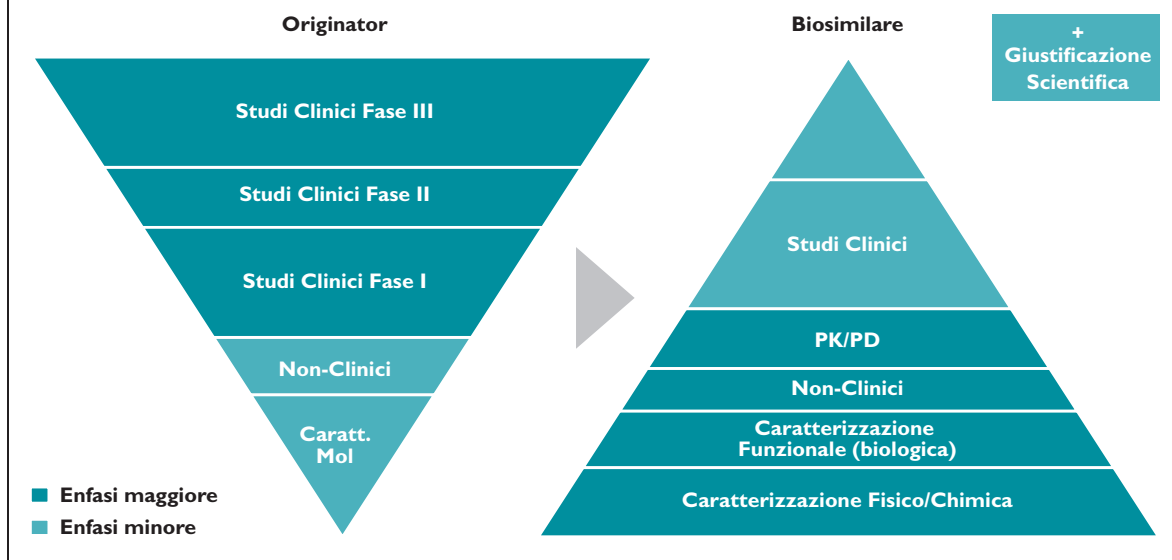 Originator
Studi Clinici Fase III
Studi Clinici Fase II
Studi Clinici Fase I
Non-Clinici
Caratt.
Mol
Biosimilare
+
Giustificazione
Scientifica
Studi Clinici
PK/PD
Non-Clinici
Caratterizzazione
Funzionale (biologica)
Caratterizzazione Fisico/Chimica
Enfasi maggiore
Enfasi minore